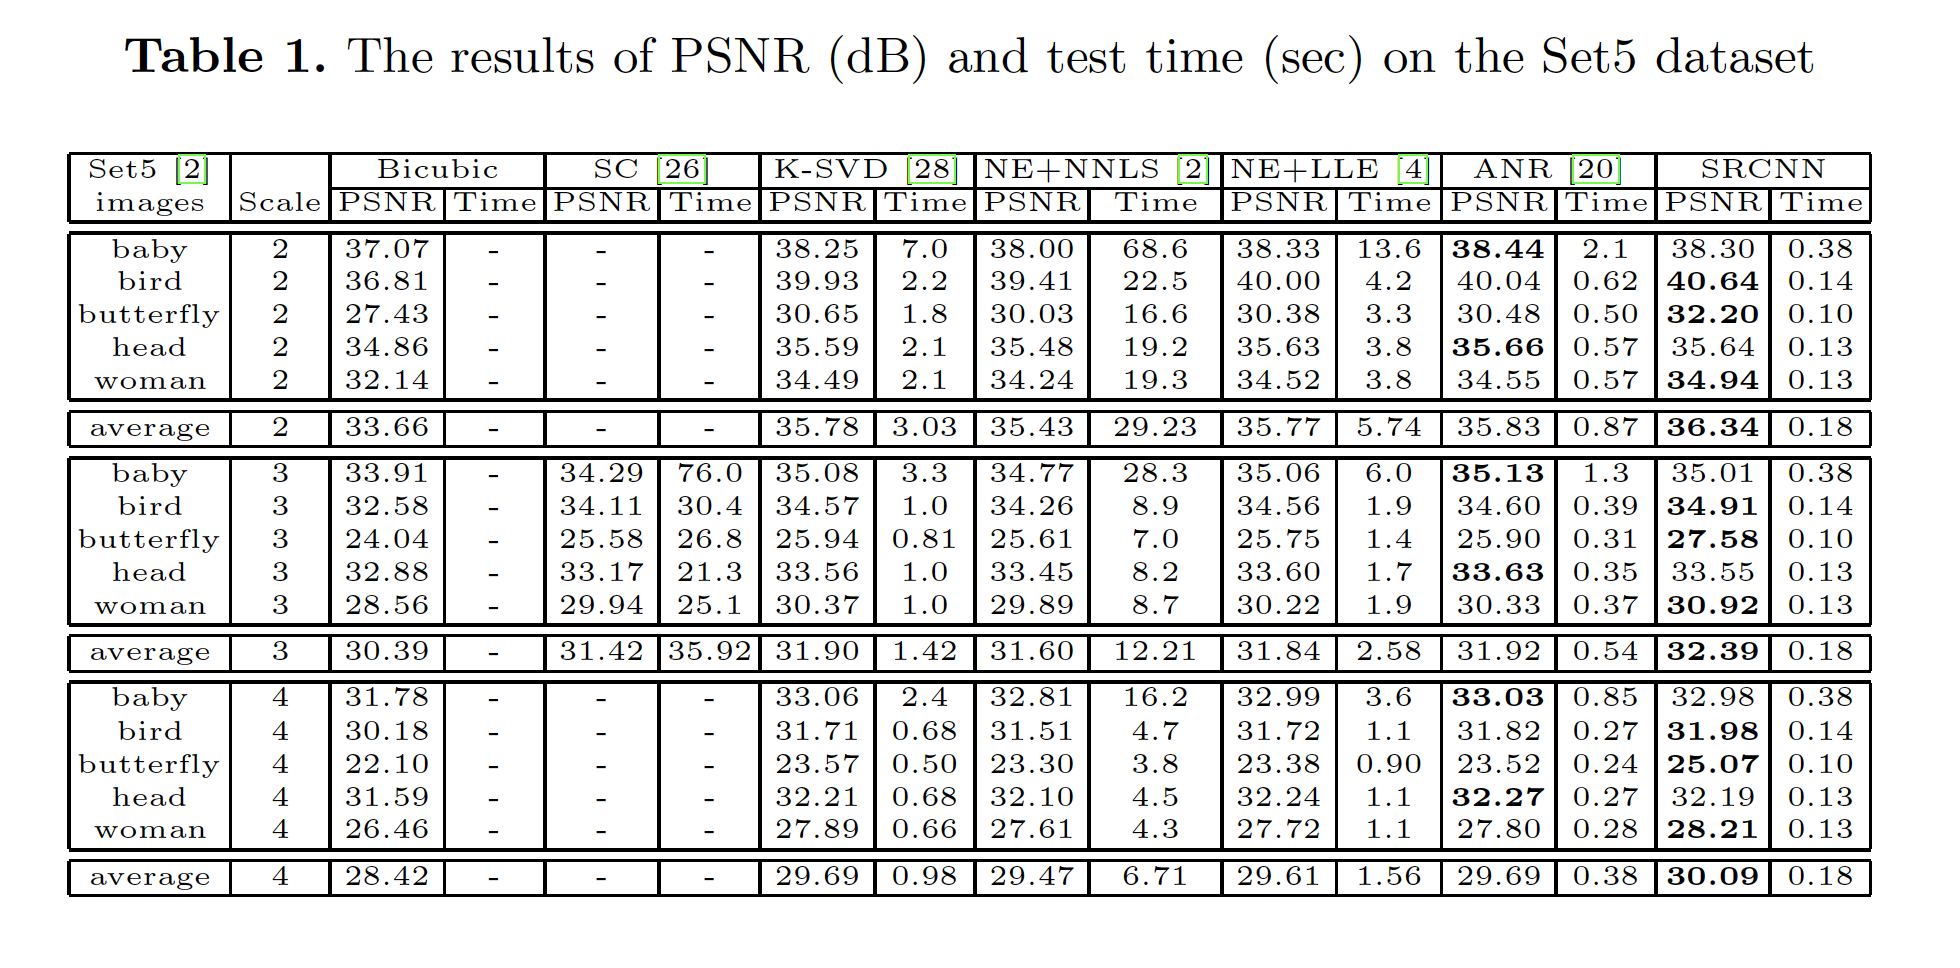 Table 1. The results of PSNR (dB) and test time (sec) on the Set5 dataset
Set5 [2] Bicubic SC [26] K-SVD [28] NE+NNLS [2] NE+LLE [4] ANR [20] SRCNN
images Scale PSNR Time PSNR Time PSNR Time PSNR Time PSNR Time PSNR Time PSNR Time
baby 2 37.07 - - - 38.25 7.0 38.00 68.6 38.33 13.6 38.44 2.1 38.30 0.38
bird 2 36.81 - - - 39.93 2.2 39.41 22.5 40.00 4.2 40.04 0.62 40.64 0.14
butterfly 2 27.43 - - - 30.65 1.8 30.03 16.6 30.38 3.3 30.48 0.50 32.20 0.10
head 2 34.86 - - - 35.59 2.1 35.48 19.2 35.63 3.8 35.66 0.57 35.64 0.13
woman 2 32.14 - - - 34.49 2.1 34.24 19.3 34.52 3.8 34.55 0.57 34.94 0.13
average 2 33.66 - - - 35.78 3.03 35.43 29.23 35.77 5.74 35.83 0.87 36.34 0.18
baby 3 33.91 - 34.29 76.0 35.08 3.3 34.77 28.3 35.06 6.0 35.13 1.3 35.01 0.38
bird 3 32.58 - 34.11 30.4 34.57 1.0 34.26 8.9 34.56 1.9 34.60 0.39 34.91 0.14
butterfly 3 24.04 - 25.58 26.8 25.94 0.81 25.61 7.0 25.75 1.4 25.90 0.31 27.58 0.10
head 3 32.88 - 33.17 21.3 33.56 1.0 33.45 8.2 33.60 1.7 33.63 0.35 33.55 0.13
woman 3 28.56 - 29.94 25.1 30.37 1.0 29.89 8.7 30.22 1.9 30.33 0.37 30.92 0.13
average 3 30.39 - 31.42 35.92 31.90 1.42 31.60 12.21 31.84 2.58 31.92 0.54 32.39 0.18
baby 4 31.78 - - - 33.06 2.4 32.81 16.2 32.99 3.6 33.03 0.85 32.98 0.38
bird 4 30.18 - - - 31.71 0.68 31.51 4.7 31.72 1.1 31.82 0.27 31.98 0.14
butterfly 4 22.10 - - - 23.57 0.50 23.30 3.8 23.38 0.90 23.52 0.24 25.07 0.10
head 4 31.59 - - - 32.21 0.68 32.10 4.5 32.24 1.1 32.27 0.27 32.19 0.13
woman 4 26.46 - - - 27.89 0.66 27.61 4.3 27.72 1.1 27.80 0.28 28.21 0.13
average 4 28.42 - - - 29.69 0.98 29.47 6.71 29.61 1.56 29.69 0.38 30.09 0.18